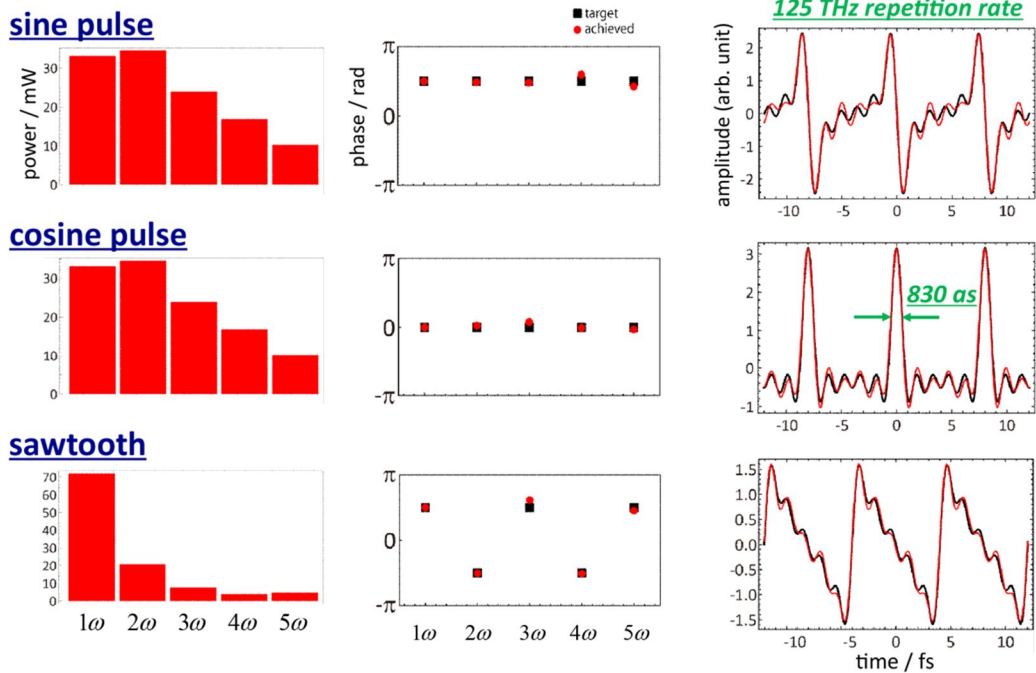 125 THz repetition rate
target
achieved
sine pulse
power / mW
30
20
10
0
phase / rad
π
0
-π
amplitude (arb. unit)
2
1
0
-1
-2
-10 -5 0 5 10
cosine pulse
30
20
10
0
π
0
-π
3
2
1
0
-1
830 as
-10 -5 0 5 10
sawtooth
70
60
50
40
30
20
10
0
1ω 2ω 3ω 4ω 5ω
π
0
-π
1ω 2ω 3ω 4ω 5ω
1.5
1.0
0.5
0.0
-0.5
-1.0
-1.5
-10 -5 0 5 10
time / fs